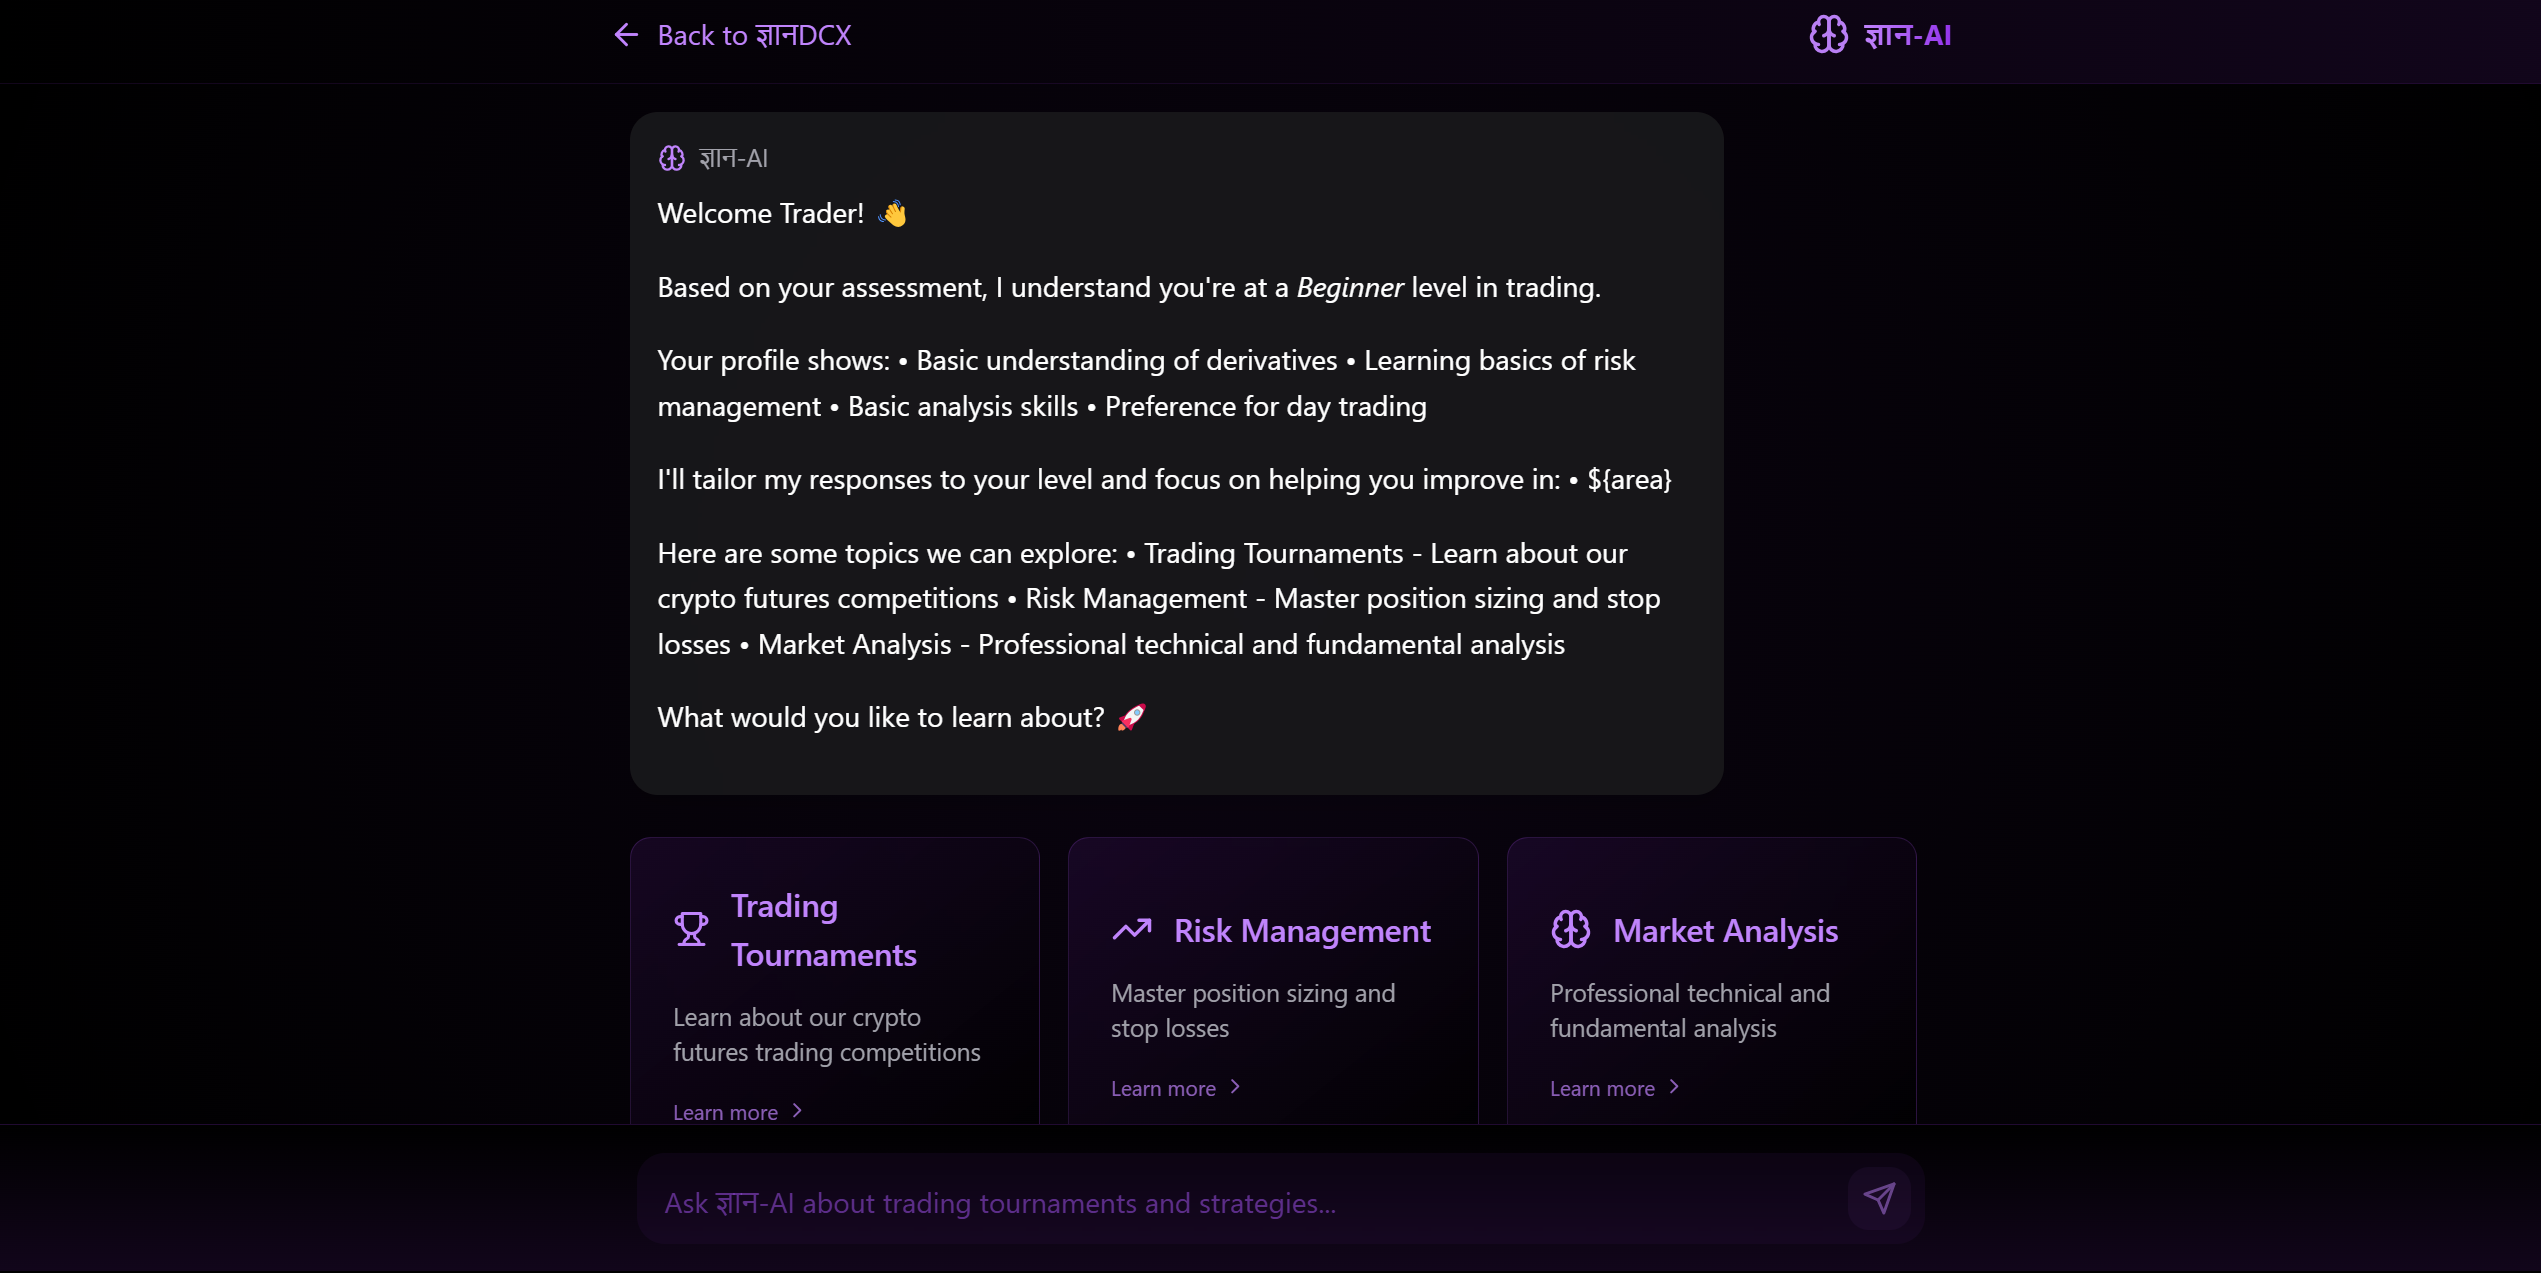 Back to ज्ञानDCX
ज्ञान-AI
ज्ञान-AI
Welcome Trader! 👋
Based on your assessment, I understand you're at a Beginner level in trading.
Your profile shows: • Basic understanding of derivatives • Learning basics of risk
management • Basic analysis skills • Preference for day trading
I'll tailor my responses to your level and focus on helping you improve in: • ${area}
Here are some topics we can explore: • Trading Tournaments - Learn about our
crypto futures competitions • Risk Management - Master position sizing and stop
losses • Market Analysis - Professional technical and fundamental analysis
What would you like to learn about? 🚀
Trading
Tournaments
Learn about our crypto
futures trading competitions
Learn more
Risk Management
Master position sizing and
stop losses
Learn more
Market Analysis
Professional technical and
fundamental analysis
Learn more
Ask ज्ञान-AI about trading tournaments and strategies...